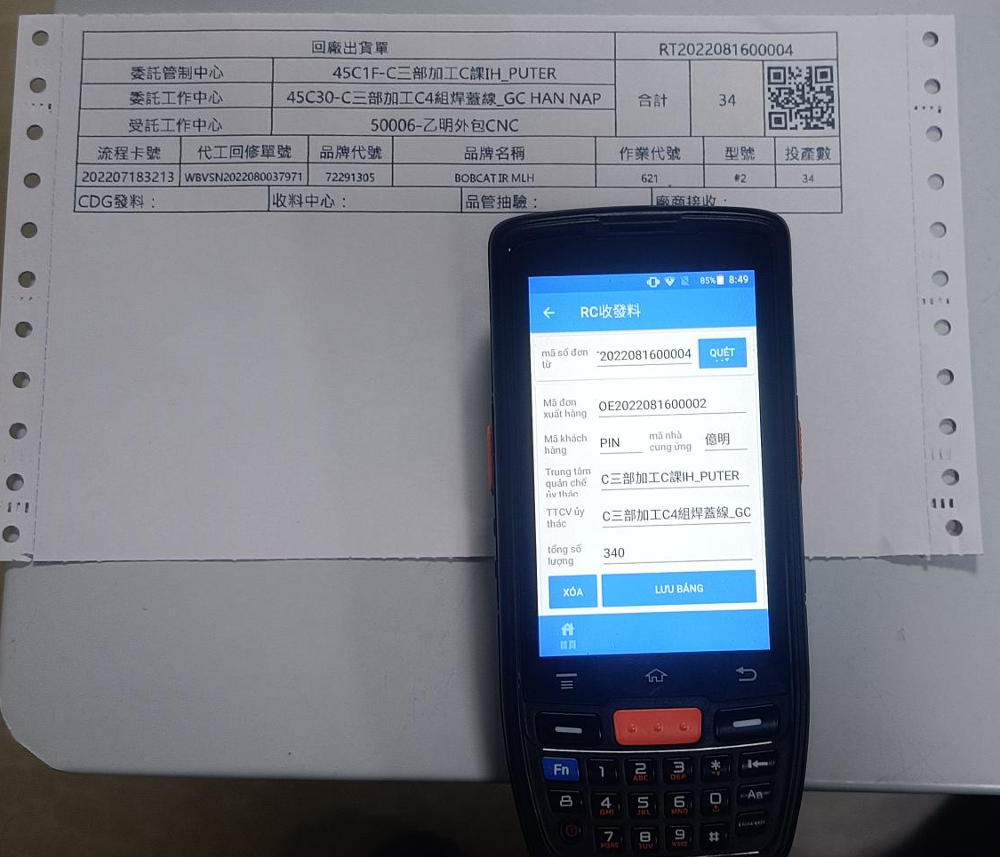 回廠出貨單 RT2022081600004
委託管制中心 45C1F-C三部加工C課IH_PUTER
委託工作中心 45C30-C三部加工C4組焊蓋線_GC HAN NAP 合計 34
受託工作中心 50006-乙明外包CNC
流程卡號 代工回修單號 品牌代號 品牌名稱 作業代號 型號 投產數
202207183213 WBVSN2022080037971 72291305 BOBCAT IR MLH 621 #2 34
CDG發料： 收料中心： 品管抽驗： 廠商接收：
85% 8:49
← RC收發料
mã số đơn từ 2022081600004 QUÉT
Mã đơn xuất hàng OE2022081600002
Mã khách hàng PIN mã nhà cung ứng 億明
Trung tâm quản chế ủy thác C三部加工C課IH_PUTER
TTCV ủy thác C三部加工C4組焊蓋線_GC
tổng số lượng 340
XÓA LƯU BẢNG
首頁
Fn 1 2 ABC 3 DEF *
4 GHI 5 JKL 6 MNO 0 Aa
7 PQRS 8 TUV 9 WXYZ #